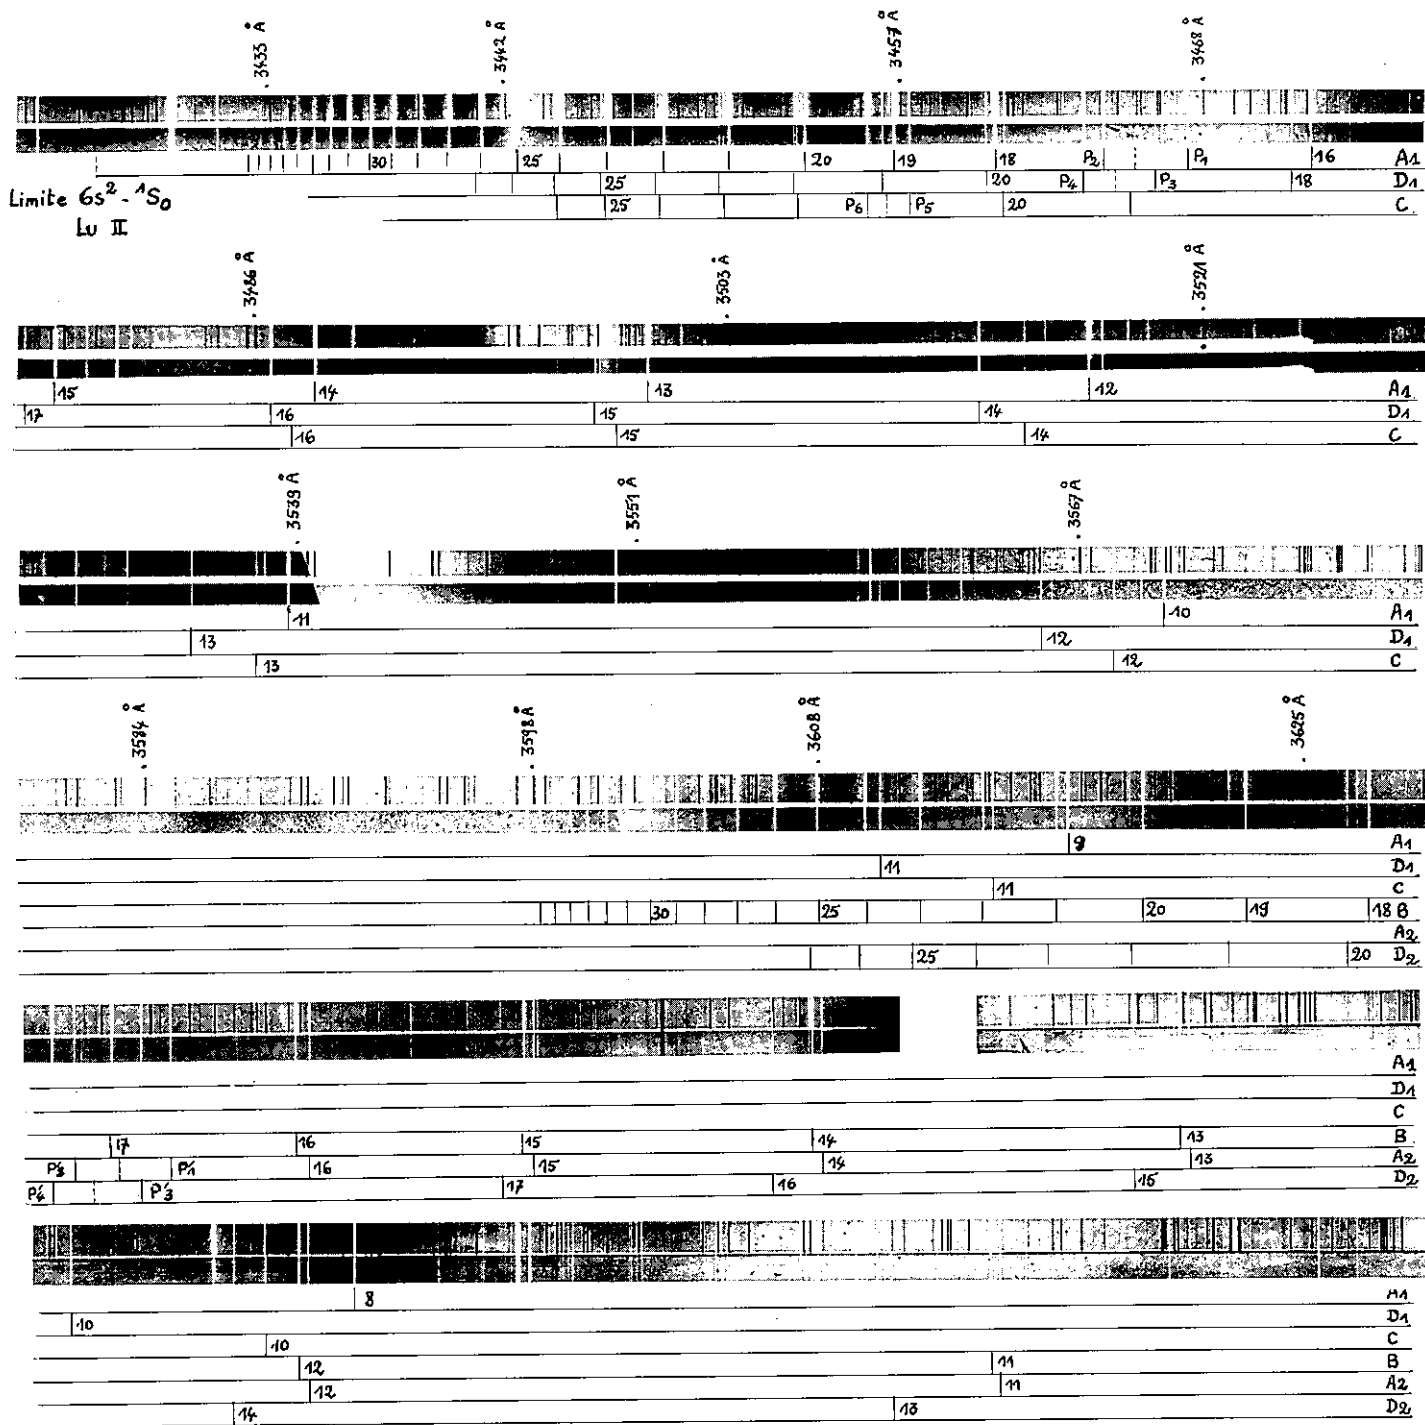 3433 Å 3442 Å 3457 Å 3468 Å
30 25 20 19 18 P₂ P₁ 16 A1
25 20 P₄ P₃ 18 D1
Limite 6s² - ¹S₀
25 P₆ P₅ 20 C
Lu II
3486 Å 3503 Å 3521 Å
15 14 13 12 A1
17 16 15 14 D1
16 15 14 C
3539 Å 3551 Å 3567 Å
11 10 A1
13 12 D1
13 12 C
3584 Å 3598 Å 3608 Å 3625 Å
9 A1
11 D1
11 C
30 25 20 19 18 B
A2
25 20 D2
A1
D1
C
17 16 15 14 13 B
P'₁ 16 15 14 13 A2
P'₄ P'₃ 17 16 15 D2
8 A1
10 D1
10 C
12 11 B
12 11 A2
14 13 D2